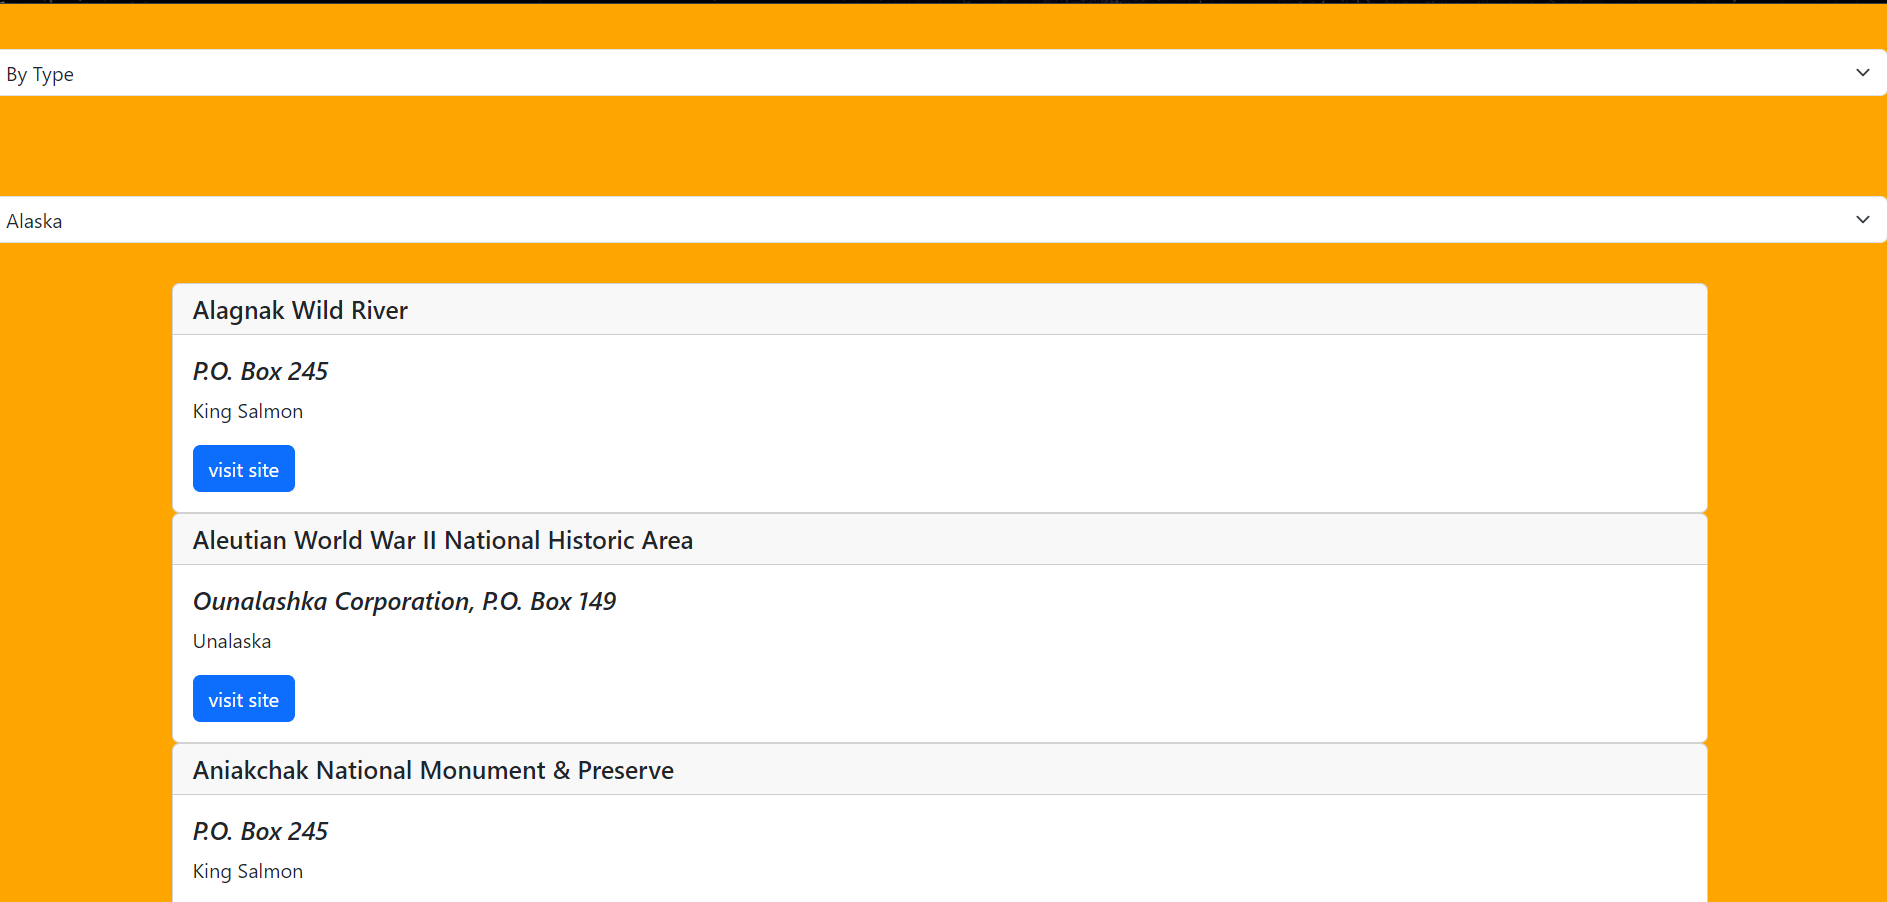 By Type
Alaska
Alagnak Wild River
P.O. Box 245
King Salmon
visit site
Aleutian World War II National Historic Area
Ounalashka Corporation, P.O. Box 149
Unalaska
visit site
Aniakchak National Monument & Preserve
P.O. Box 245
King Salmon